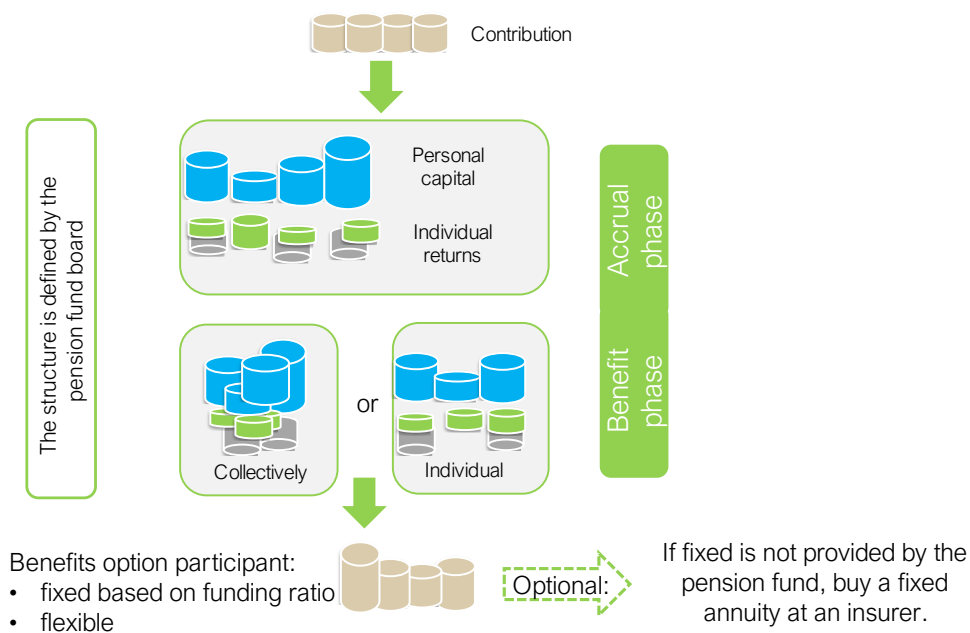 Contribution
The structure is defined by the
pension fund board
Personal
capital
Individual
returns
Accrual
phase
Collectively
or
Individual
Benefit
phase
Benefits option participant:
• fixed based on funding ratio
• flexible
Optional:
If fixed is not provided by the
pension fund, buy a fixed
annuity at an insurer.